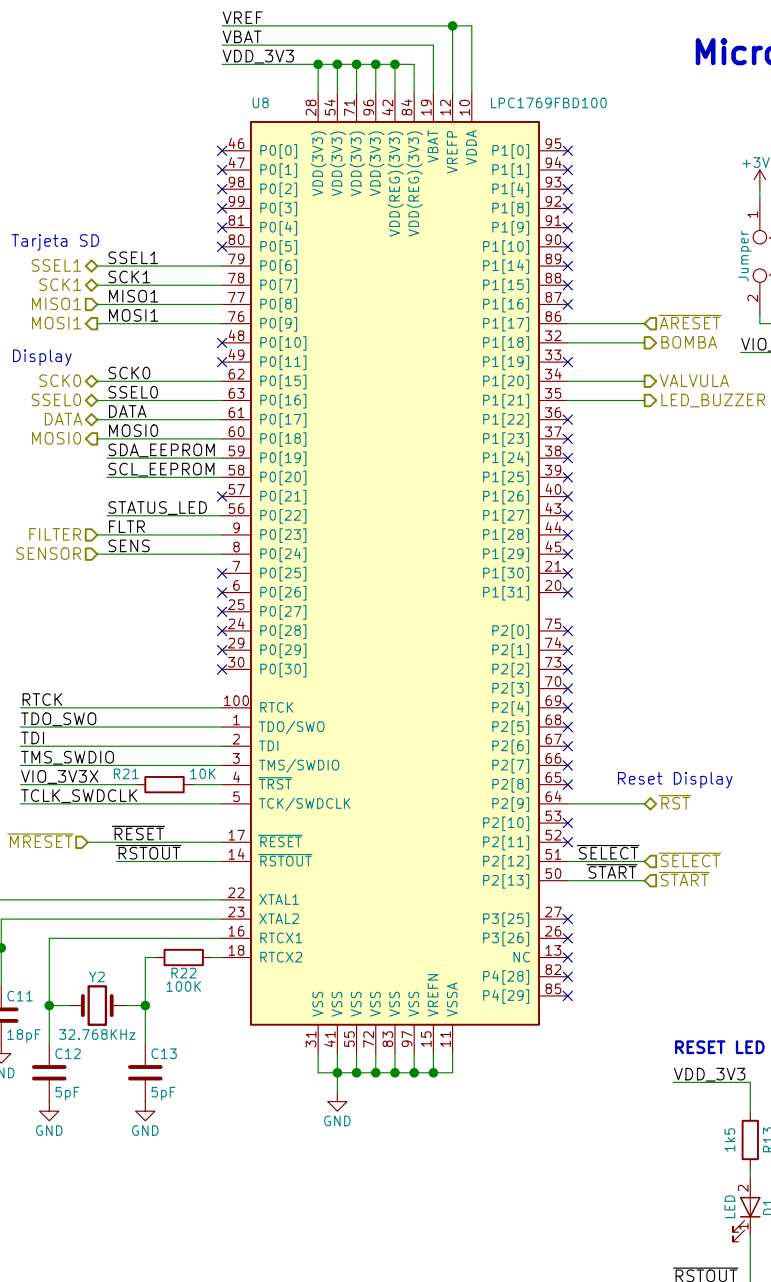 VREF
VBAT
VDD_3V3
Micro
U8
LPC1769FBD100
28 54 71 96 42 84 19 12 10
VDD(3V3) VDD(3V3) VDD(3V3) VDD(3V3) VDD(REG)(3V3) VDD(REG)(3V3) VBAT VREFP VDDA
46 P0[0] P1[0] 95
47 P0[1] P1[1] 94
98 P0[2] P1[4] 93
99 P0[3] P1[8] 92
81 P0[4] P1[9] 91
80 P0[5] P1[10] 90
Tarjeta SD
SSEL1 SSEL1 79 P0[6] P1[14] 89
SCK1 SCK1 78 P0[7] P1[15] 88
MISO1 MISO1 77 P0[8] P1[16] 87
MOSI1 MOSI1 76 P0[9] P1[17] 86 ARESET
48 P0[10] P1[18] 32 BOMBA
Display
49 P0[11] P1[19] 33
SCK0 SCK0 62 P0[15] P1[20] 34 VALVULA
SSEL0 SSEL0 63 P0[16] P1[21] 35 LED_BUZZER
DATA DATA 61 P0[17] P1[22] 36
MOSI0 MOSI0 60 P0[18] P1[23] 37
SDA_EEPROM 59 P0[19] P1[24] 38
SCL_EEPROM 58 P0[20] P1[25] 39
57 P0[21] P1[26] 40
STATUS_LED 56 P0[22] P1[27] 43
FILTER FLTR 9 P0[23] P1[28] 44
SENSOR SENS 8 P0[24] P1[29] 45
7 P0[25] P1[30] 21
6 P0[26] P1[31] 20
25 P0[27]
24 P0[28] P2[0] 75
29 P0[29] P2[1] 74
30 P0[30] P2[2] 73
P2[3] 70
RTCK 100 RTCK P2[4] 69
TDO_SWO 1 TDO/SWO P2[5] 68
TDI 2 TDI P2[6] 67
TMS_SWDIO 3 TMS/SWDIO P2[7] 66
VIO_3V3X R21 10K 4 TRST P2[8] 65
Reset Display
TCLK_SWDCLK 5 TCK/SWDCLK P2[9] 64 RST
P2[10] 53
MRESET RESET 17 RESET P2[11] 52
RSTOUT 14 RSTOUT P2[12] 51 SELECT SELECT
P2[13] 50 START START
22 XTAL1
23 XTAL2 P3[25] 27
16 RTCX1 P3[26] 26
18 RTCX2 NC 13
R22
100K
P4[28] 82
P4[29] 85
Y2
32.768KHz
C11
18pF
C12
5pF
C13
5pF
GND
GND
VSS VSS VSS VSS VSS VSS VREFN VSSA
31 41 55 72 83 97 15 11
GND
+3V
1
Jumper
2
VIO_
RESET LED
VDD_3V3
1k5
R13
2
LED
D1
1
RSTOUT